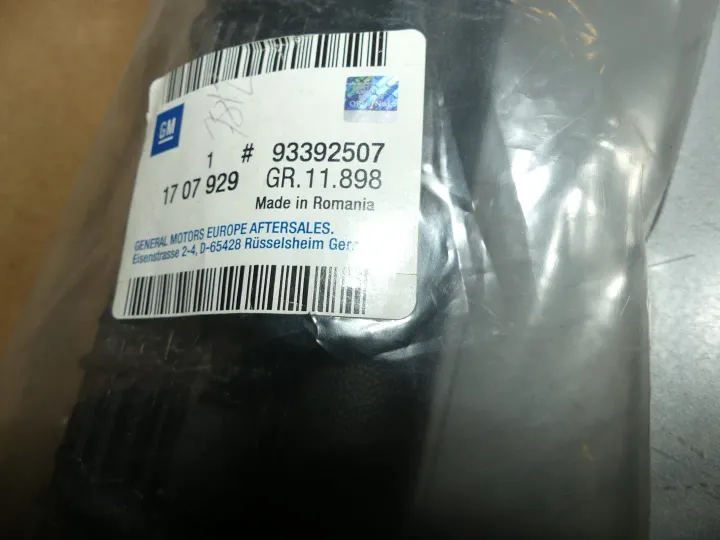 GM
1 # 93392507
17 07 929 GR.11.898
Made in Romania
GENERAL MOTORS EUROPE AFTERSALES.
Eisenstrasse 2-4, D-65428 Rüsselsheim